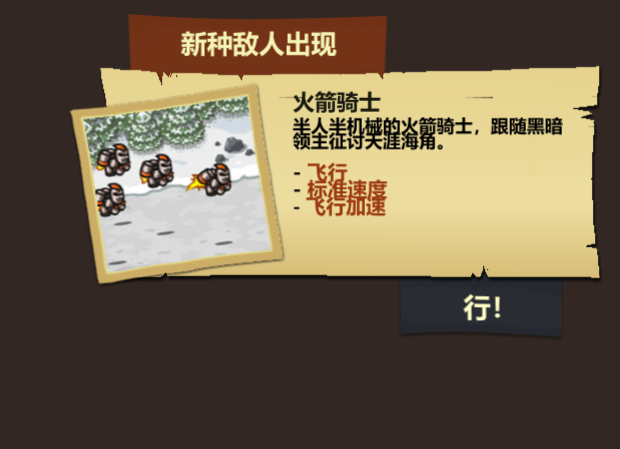 新种敌人出现
火箭骑士
半人半机械的火箭骑士，跟随黑暗
领主征讨天涯海角。
- 飞行
- 标准速度
- 飞行加速
行！